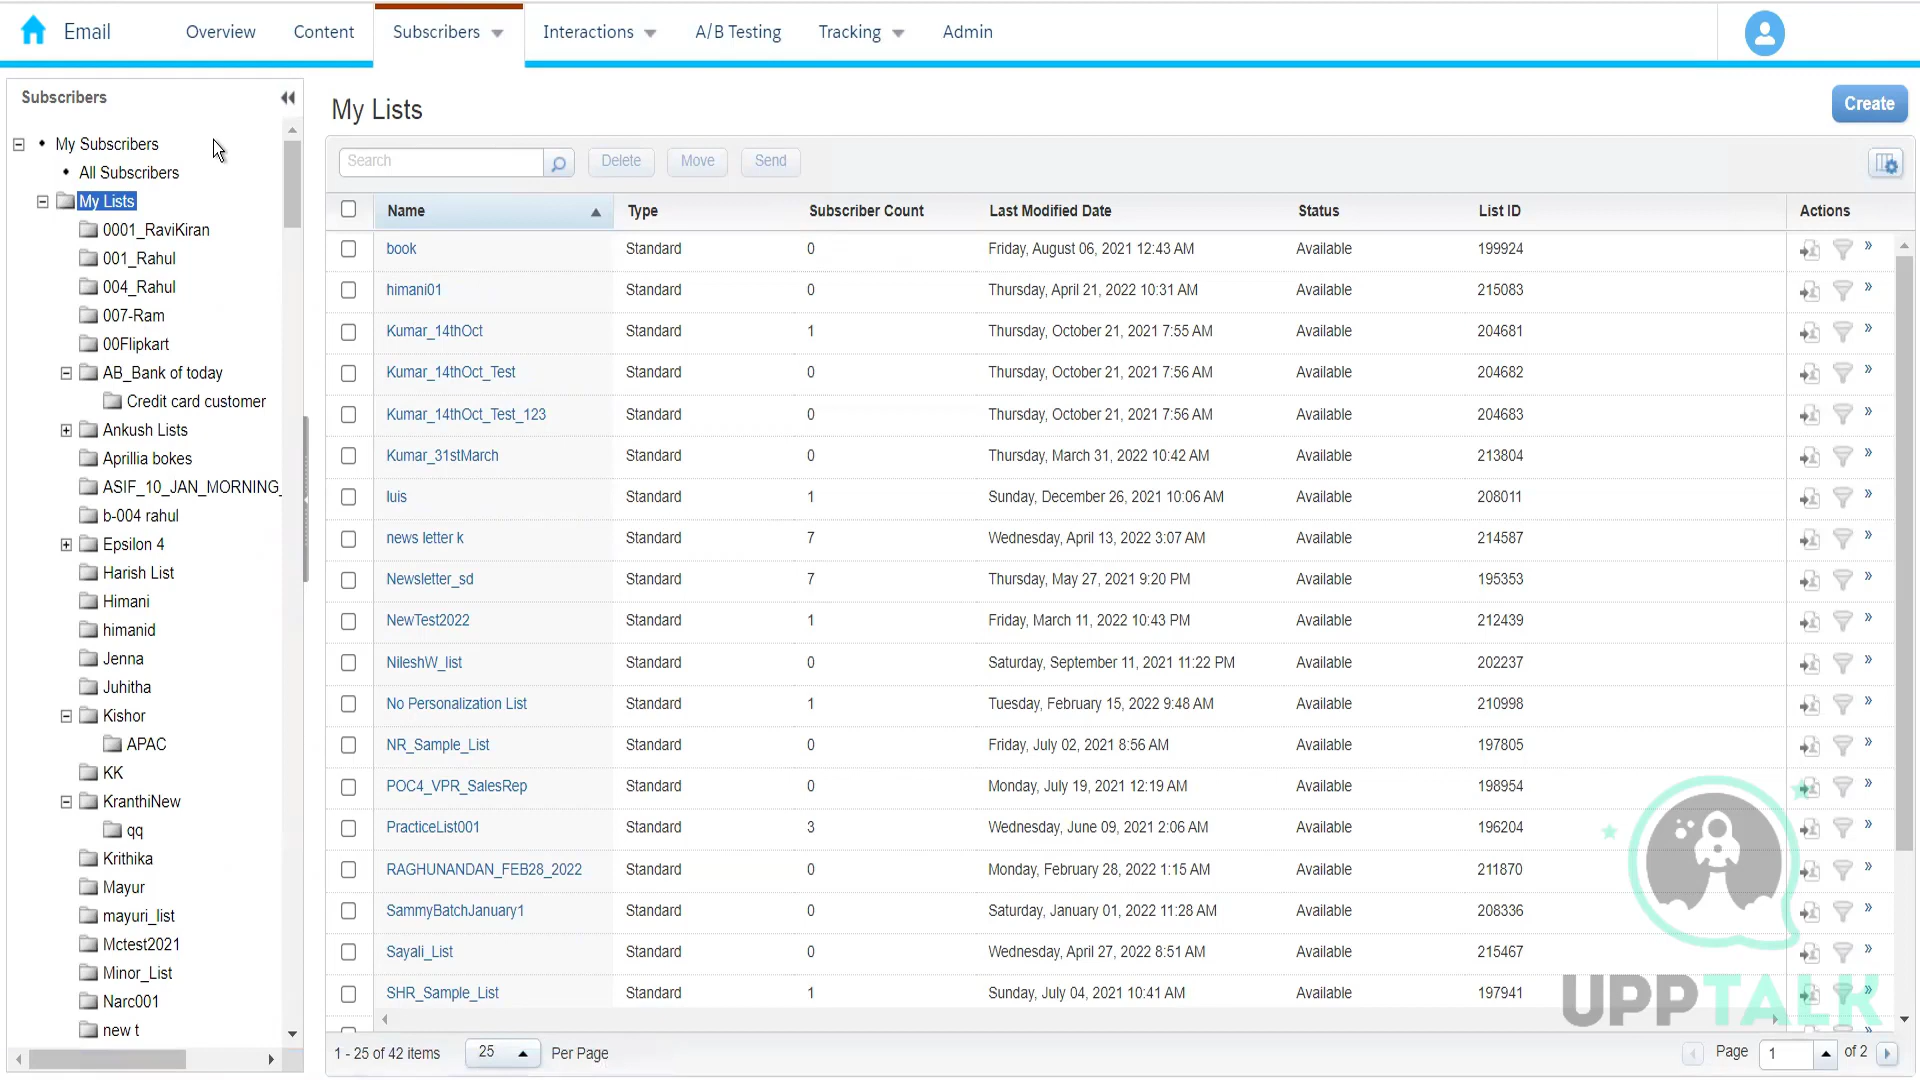 Email Overview Content Subscribers Interactions A/B Testing Tracking Admin
Subscribers
My Subscribers
All Subscribers
My Lists
0001_RaviKiran
001_Rahul
004_Rahul
007-Ram
00Flipkart
AB_Bank of today
Credit card customer
Ankush Lists
Aprillia bokes
ASIF_10_JAN_MORNING_
b-004 rahul
Epsilon 4
Harish List
Himani
himanid
Jenna
Juhitha
Kishor
APAC
KK
KranthiNew
qq
Krithika
Mayur
mayuri_list
Mctest2021
Minor_List
Narc001
new t
My Lists
Create
Search Delete Move Send
Name Type Subscriber Count Last Modified Date Status List ID Actions
book Standard 0 Friday, August 06, 2021 12:43 AM Available 199924
himani01 Standard 0 Thursday, April 21, 2022 10:31 AM Available 215083
Kumar_14thOct Standard 1 Thursday, October 21, 2021 7:55 AM Available 204681
Kumar_14thOct_Test Standard 0 Thursday, October 21, 2021 7:56 AM Available 204682
Kumar_14thOct_Test_123 Standard 0 Thursday, October 21, 2021 7:56 AM Available 204683
Kumar_31stMarch Standard 0 Thursday, March 31, 2022 10:42 AM Available 213804
luis Standard 1 Sunday, December 26, 2021 10:06 AM Available 208011
news letter k Standard 7 Wednesday, April 13, 2022 3:07 AM Available 214587
Newsletter_sd Standard 7 Thursday, May 27, 2021 9:20 PM Available 195353
NewTest2022 Standard 1 Friday, March 11, 2022 10:43 PM Available 212439
NileshW_list Standard 0 Saturday, September 11, 2021 11:22 PM Available 202237
No Personalization List Standard 1 Tuesday, February 15, 2022 9:48 AM Available 210998
NR_Sample_List Standard 0 Friday, July 02, 2021 8:56 AM Available 197805
POC4_VPR_SalesRep Standard 0 Monday, July 19, 2021 12:19 AM Available 198954
PracticeList001 Standard 3 Wednesday, June 09, 2021 2:06 AM Available 196204
RAGHUNANDAN_FEB28_2022 Standard 0 Monday, February 28, 2022 1:15 AM Available 211870
SammyBatchJanuary1 Standard 0 Saturday, January 01, 2022 11:28 AM Available 208336
Sayali_List Standard 0 Wednesday, April 27, 2022 8:51 AM Available 215467
SHR_Sample_List Standard 1 Sunday, July 04, 2021 10:41 AM Available 197941
UPPTALK
1 - 25 of 42 items 25 Per Page Page 1 of 2